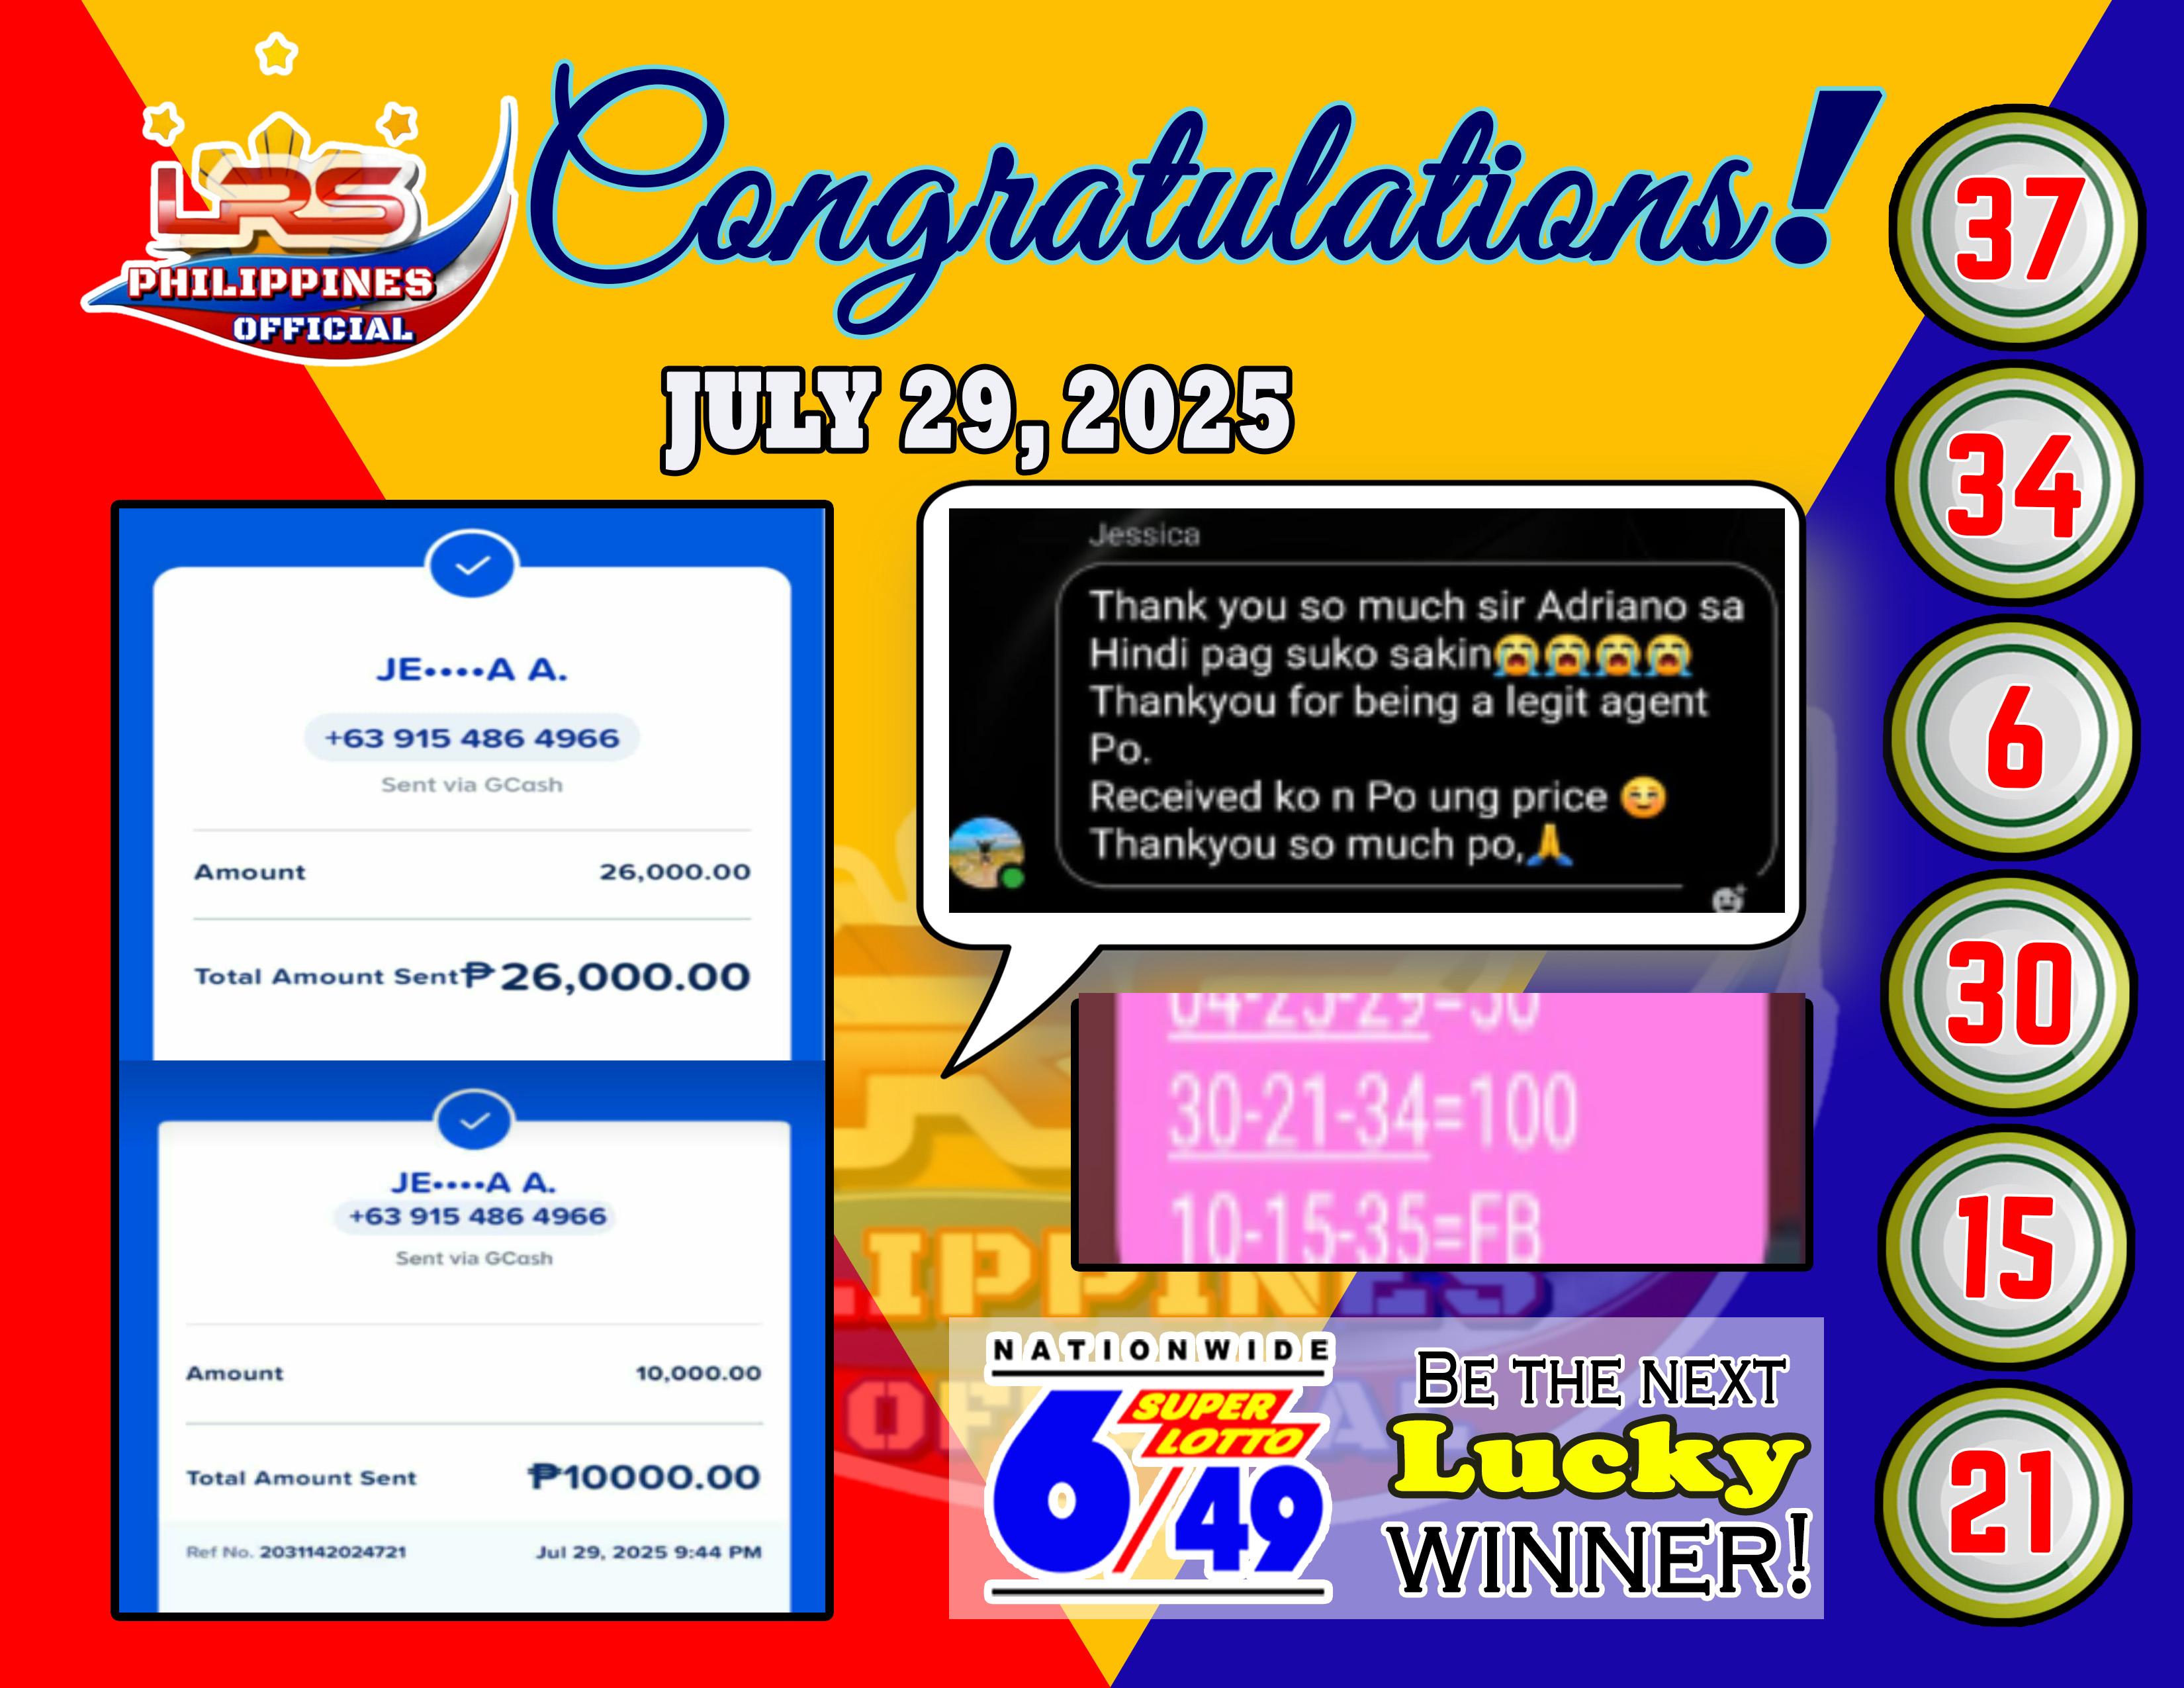 LRS
PHILIPPINES
OFFICIAL
Congratulations!
JULY 29, 2025
JE••••A A.
+63 915 486 4966
Sent via GCash
Amount 26,000.00
Total Amount Sent ₱26,000.00
JE••••A A.
+63 915 486 4966
Sent via GCash
Amount 10,000.00
Total Amount Sent ₱10000.00
Ref No. 2031142024721 Jul 29, 2025 9:44 PM
Jessica
Thank you so much sir Adriano sa
Hindi pag suko sakin😭😭😭😭
Thankyou for being a legit agent
Po.
Received ko n Po ung price ☺️
Thankyou so much po,🙏
04-25-29=50
30-21-34=100
10-15-35=FB
NATIONWIDE
SUPER
LOTTO
6/49
BE THE NEXT
Lucky
WINNER!
37
34
6
30
15
21